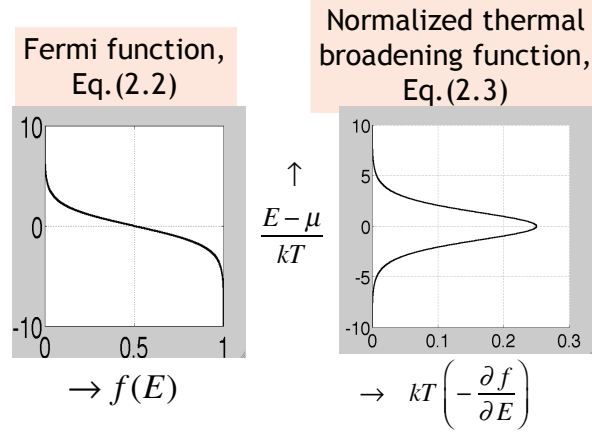 Fermi function,
Eq.(2.2)
Normalized thermal
broadening function,
Eq.(2.3)
10
0
-10
0 0.5 1
→ f(E)
↑
E − μ
kT
10
5
0
-5
-10
0 0.1 0.2 0.3
→ kT(−∂f/∂E)